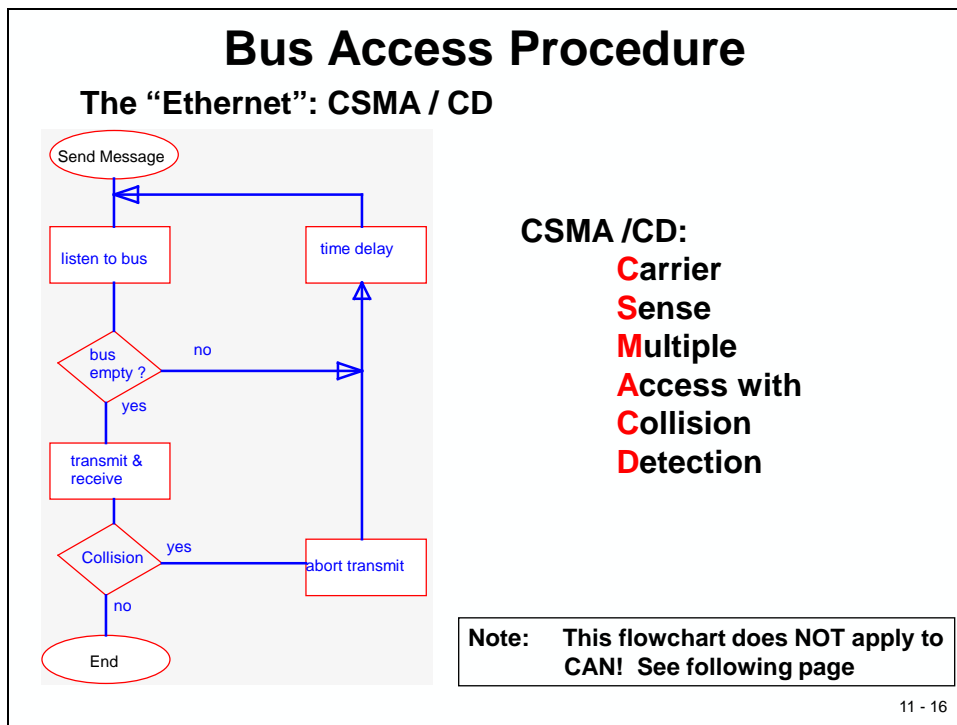 Bus Access Procedure
The “Ethernet”: CSMA / CD
Send Message
listen to bus
time delay
bus
empty ?
no
yes
transmit &
receive
Collision
yes
abort transmit
no
End
CSMA /CD:
Carrier
Sense
Multiple
Access with
Collision
Detection
Note: This flowchart does NOT apply to
CAN! See following page
11 - 16